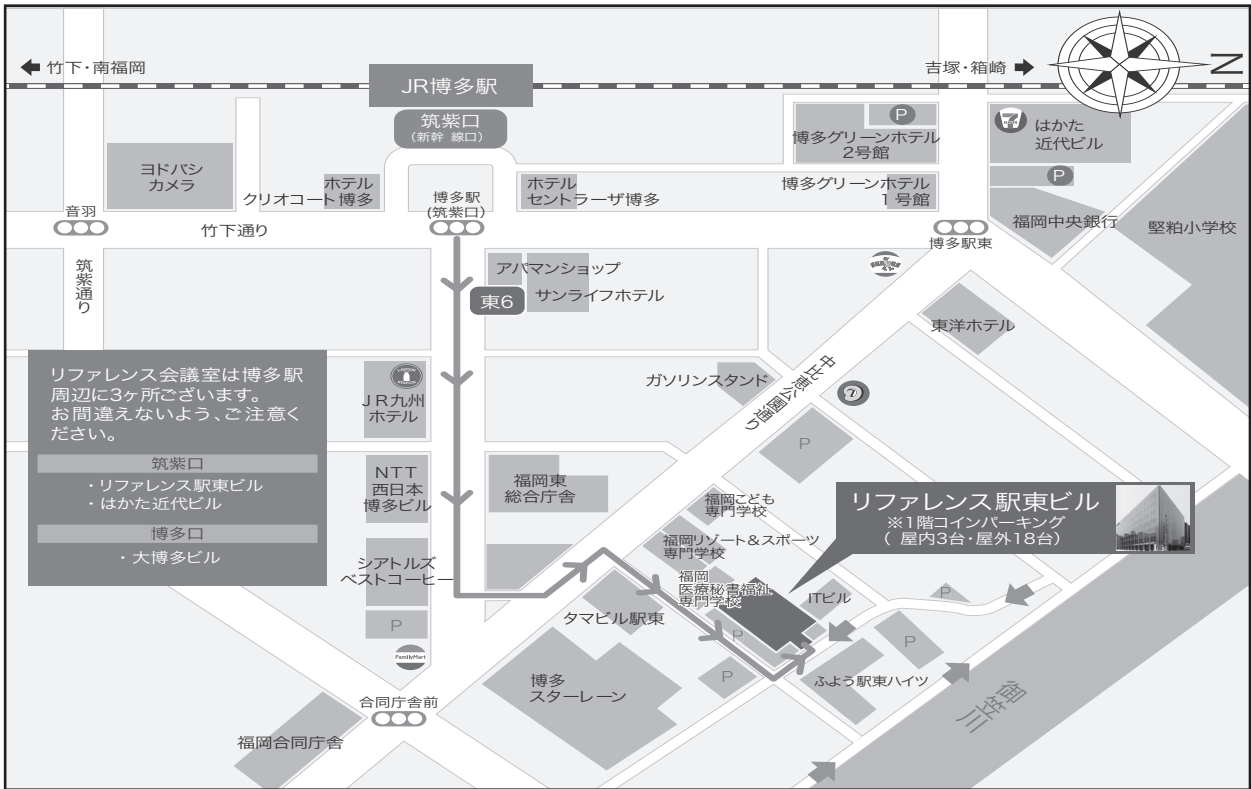 竹下・南福岡
JR博多駅
吉塚・箱崎
N
筑紫口
(新幹 線口)
P
博多グリーンホテル
2号館
7
はかた
近代ビル
P
ヨドバシ
カメラ
ホテル
クリオコート博多
博多駅
(筑紫口)
ホテル
セントラーザ博多
博多グリーンホテル
1号館
音羽
竹下通り
博多駅東
福岡中央銀行
堅粕小学校
筑紫通り
アパマンショップ
東6
サンライフホテル
東洋ホテル
リファレンス会議室は博多駅
周辺に3ヶ所ございます。
お間違えないよう、ご注意く
ださい。
筑紫口
・リファレンス駅東ビル
・はかた近代ビル
博多口
・大博多ビル
JR九州
ホテル
ガソリンスタンド
中比恵公園通り
P
NTT
西日本
博多ビル
福岡東
総合庁舎
福岡こども
専門学校
リファレンス駅東ビル
※1階コインパーキング
( 屋内3台・屋外18台)
福岡リゾート&スポーツ
専門学校
シアトルズ
ベストコーヒー
福岡
医療秘書福祉
専門学校
ITビル
P
タマビル駅東
P
P
P
FamilyMart
P
博多
スターレーン
ふよう駅東ハイツ
御笠川
合同庁舎前
福岡合同庁舎